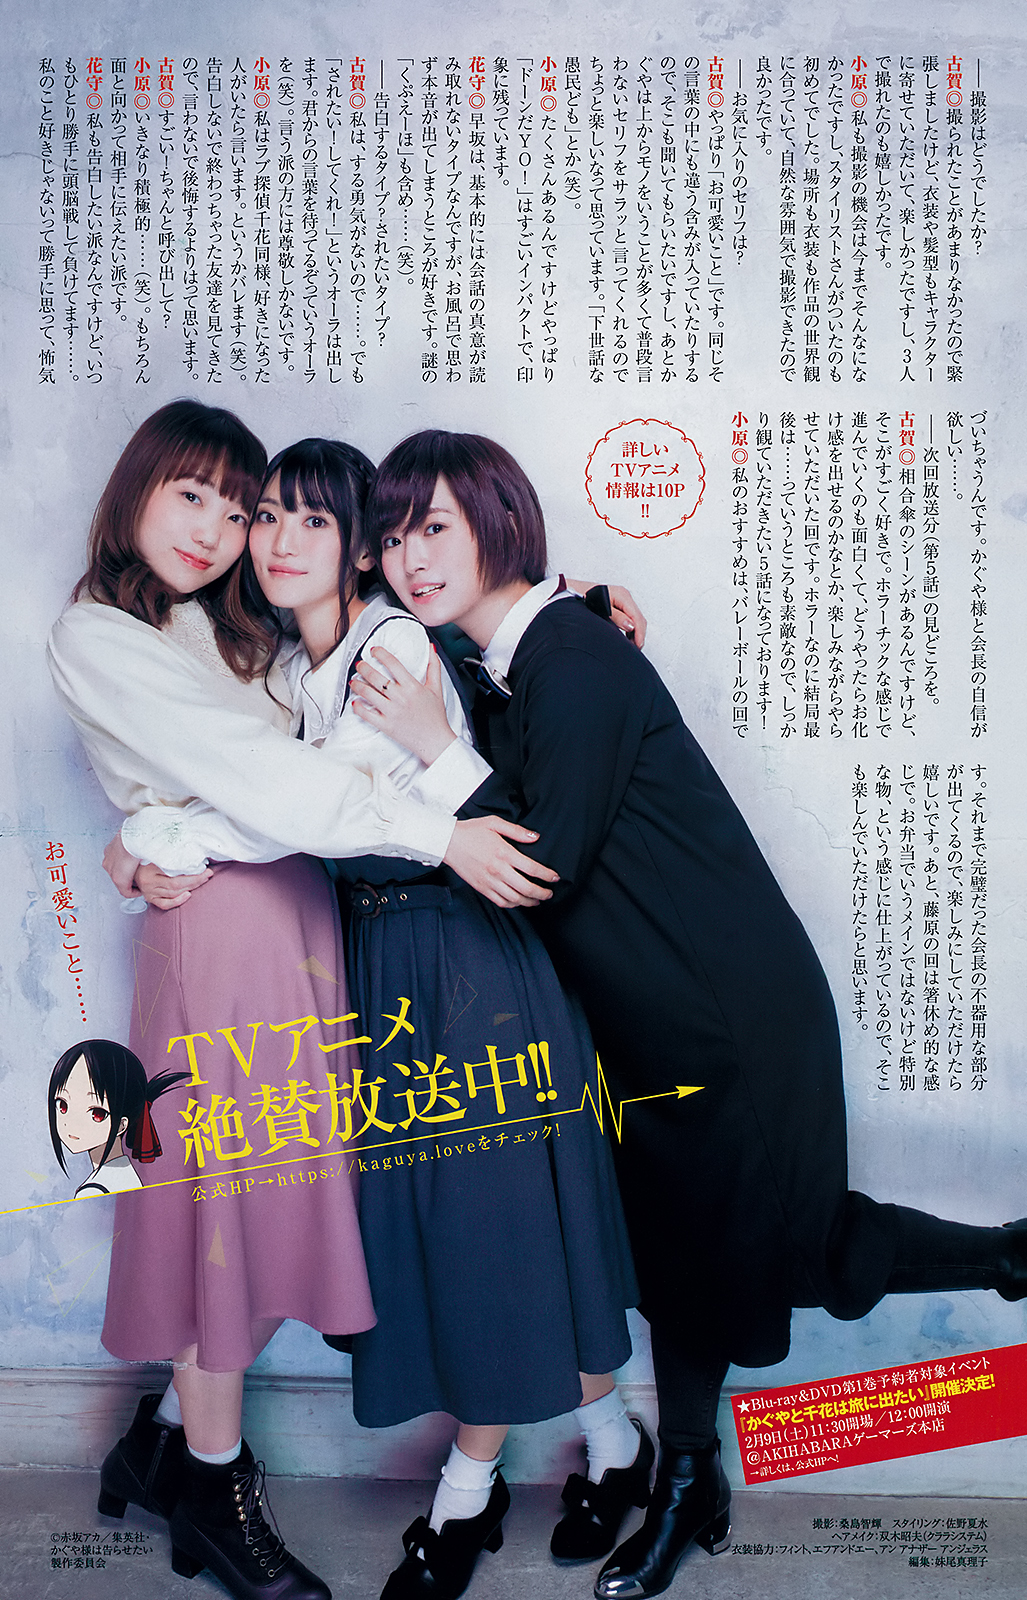 ──撮影はどうでしたか?
古賀◎撮られたことがあまりなかったので緊
張しましたけど、衣装や髪型もキャラクター
に寄せていただいて、楽しかったですし、3人
で撮れたのも嬉しかったです。
小原◎私も撮影の機会は今までそんなにな
かったですし、スタイリストさんがついたのも
初めてでした。場所も衣装も作品の世界観
に合っていて、自然な雰囲気で撮影できたので
良かったです。
──お気に入りのセリフは?
古賀◎やっぱり「お可愛いこと」です。同じそ
の言葉の中にも違う含みが入っていたりする
ので、そこも聞いてもらいたいですし、あとか
ぐやは上からモノをいうことが多くて普段言
わないセリフをサラッと言ってくれるので
ちょっと楽しいなって思っています。「下世話な
愚民ども」とか(笑)。
小原◎たくさんあるんですけどやっぱり
「ドーンだYO!」はすごいインパクトで、印
象に残っています。
花守◎早坂は、基本的には会話の真意が読
み取れないタイプなんですが、お風呂で思わ
ず本音が出てしまうところが好きです。謎の
「くぷえーほ」も含め……(笑)。
──告白するタイプ?されたいタイプ?
古賀◎私は、する勇気がないので……。でも
「されたい!してくれ!」というオーラは出し
ます。君からの言葉を待ってるぞっていうオーラ
を(笑)。言う派の方には尊敬しかないです。
小原◎私はラブ探偵千花同様、好きになった
人がいたら言います。というかバレます(笑)。
告白しないで終わっちゃった友達を見てきた
ので、言わないで後悔するよりはって思います。
古賀◎すごい!ちゃんと呼び出して?
小原◎いきなり積極的……(笑)。もちろん
面と向かって相手に伝えたい派です。
花守◎私も告白したい派なんですけど、いつ
もひとり勝手に頭脳戦して負けてます……。
私のこと好きじゃないって勝手に思って、怖気
づいちゃうんです。かぐや様と会長の自信が
欲しい……。
──次回放送分(第5話)の見どころを。
古賀◎相合傘のシーンがあるんですけど、
そこがすごく好きで。ホラーチックな感じで
進んでいくのも面白くて、どうやったらお化
け感を出せるのかなとか、楽しみながらやら
せていただいた回です。ホラーなのに結局最
後は……っていうところも素敵なので、しっか
り観ていただきたい5話になっております!
小原◎私のおすすめは、バレーボールの回で
す。それまで完璧だった会長の不器用な部分
が出てくるので、楽しみにしていただけたら
嬉しいです。あと、藤原の回は箸休め的な感
じで。お弁当でいうメインではないけど特別
な物、という感じに仕上がっているので、そこ
も楽しんでいただけたらと思います。
詳しい
TVアニメ
情報は10P
!!
お可愛いこと……
TVアニメ
絶賛放送中!!
公式HP→https://kaguya.loveをチェック!
★Blu-ray&DVD第1巻予約者対象イベント
『かぐやと千花は旅に出たい』開催決定!
2月9日(土)11:30開場/12:00開演
@AKIHABARAゲーマーズ本店
→詳しくは、公式HPへ!
©赤坂アカ/集英社・
かぐや様は告らせたい
製作委員会
撮影:桑島智輝 スタイリング:佐野夏水
ヘアメイク:双木昭夫(クララシステム)
衣装協力:フィント、エフアンドエー、アン アナザー アンジェラス
編集:妹尾真理子